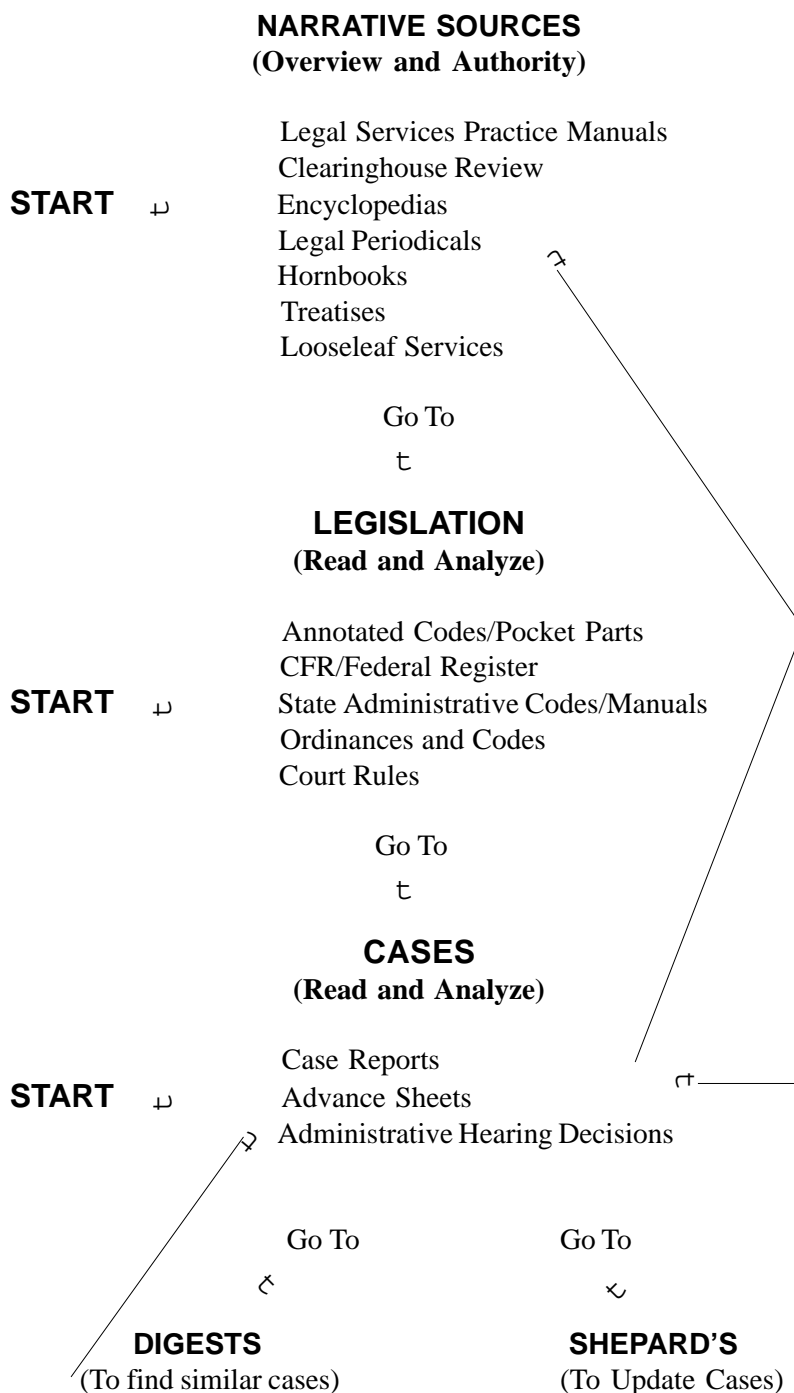 NARRATIVE SOURCES
(Overview and Authority)
Legal Services Practice Manuals
Clearinghouse Review
START t Encyclopedias
Legal Periodicals
t
Hornbooks
Treatises
Looseleaf Services
Go To
t
LEGISLATION
(Read and Analyze)
Annotated Codes/Pocket Parts
CFR/Federal Register
START t State Administrative Codes/Manuals
Ordinances and Codes
Court Rules
Go To
t
CASES
(Read and Analyze)
Case Reports
t
START t Advance Sheets
t Administrative Hearing Decisions
Go To Go To
t t
DIGESTS SHEPARD'S
(To find similar cases) (To Update Cases)